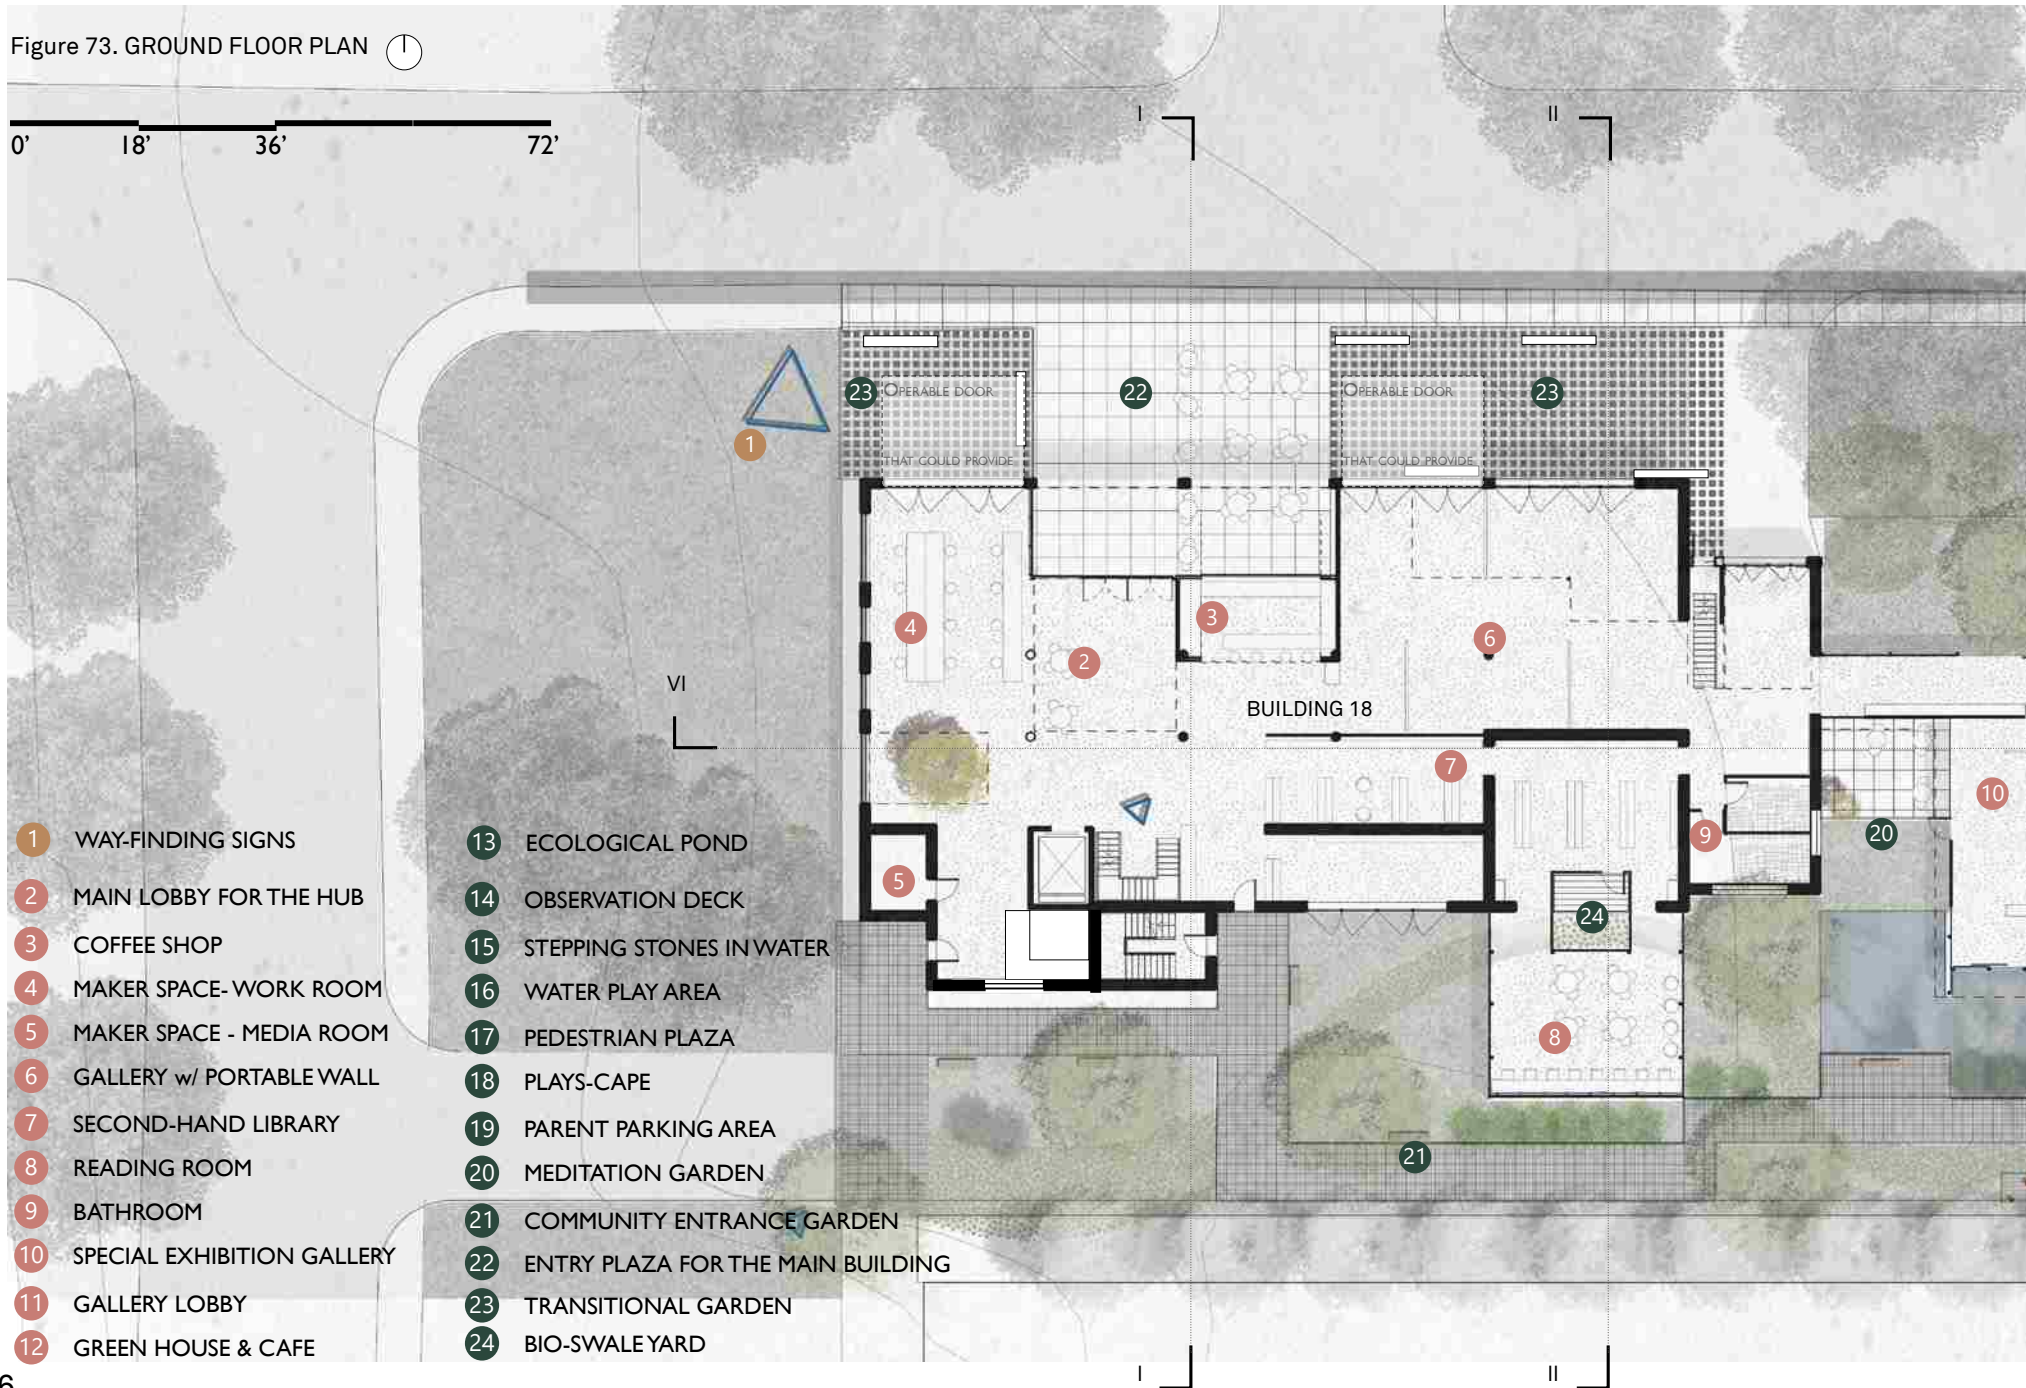 Figure 73. GROUND FLOOR PLAN
0' 18' 36' 72'
I
II
23 OPERABLE DOOR
22
OPERABLE DOOR
23
1
THAT COULD PROVIDE
THAT COULD PROVIDE
4
3
2
6
VI
BUILDING 18
7
10
9
20
5
24
8
21
1 WAY-FINDING SIGNS
2 MAIN LOBBY FOR THE HUB
3 COFFEE SHOP
4 MAKER SPACE- WORK ROOM
5 MAKER SPACE - MEDIA ROOM
6 GALLERY w/ PORTABLE WALL
7 SECOND-HAND LIBRARY
8 READING ROOM
9 BATHROOM
10 SPECIAL EXHIBITION GALLERY
11 GALLERY LOBBY
12 GREEN HOUSE & CAFE
13 ECOLOGICAL POND
14 OBSERVATION DECK
15 STEPPING STONES IN WATER
16 WATER PLAY AREA
17 PEDESTRIAN PLAZA
18 PLAYS-CAPE
19 PARENT PARKING AREA
20 MEDITATION GARDEN
21 COMMUNITY ENTRANCE GARDEN
22 ENTRY PLAZA FOR THE MAIN BUILDING
23 TRANSITIONAL GARDEN
24 BIO-SWALE YARD
I
II